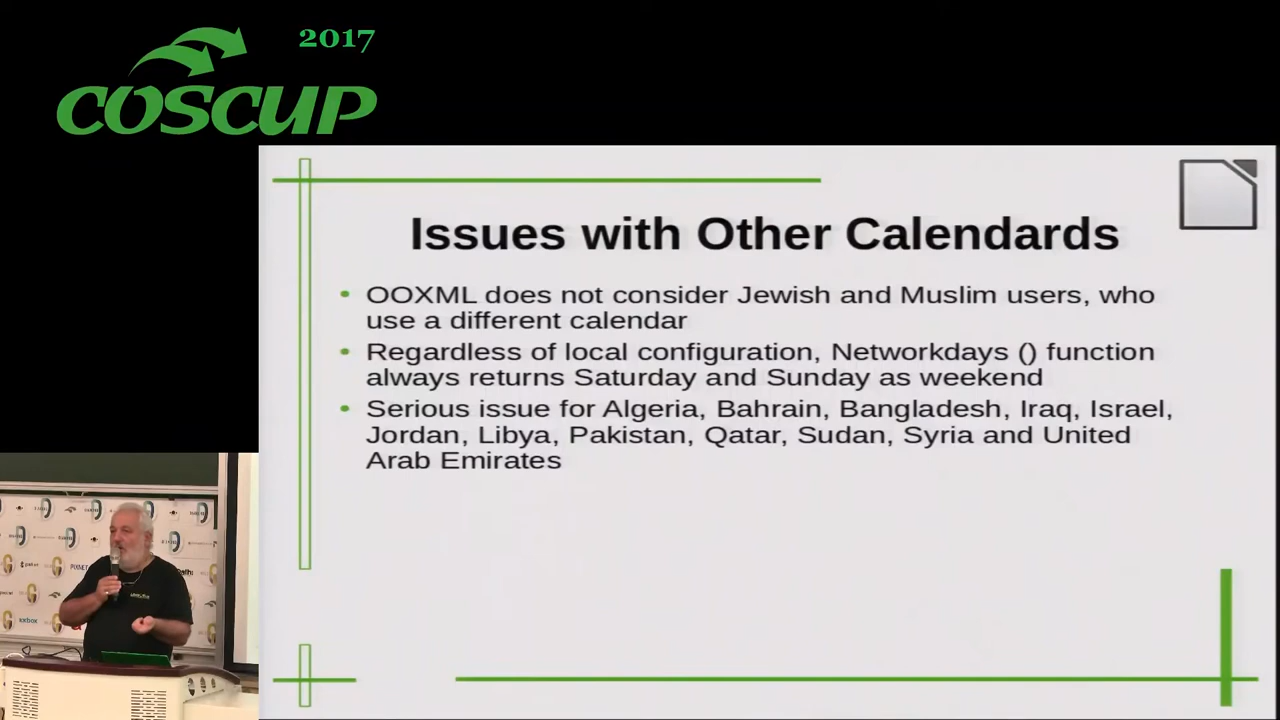 2017
COSCUP
Issues with Other Calendards
• OOXML does not consider Jewish and Muslim users, who
use a different calendar
• Regardless of local configuration, Networkdays () function
always returns Saturday and Sunday as weekend
• Serious issue for Algeria, Bahrain, Bangladesh, Iraq, Israel,
Jordan, Libya, Pakistan, Qatar, Sudan, Syria and United
Arab Emirates
PIXNET